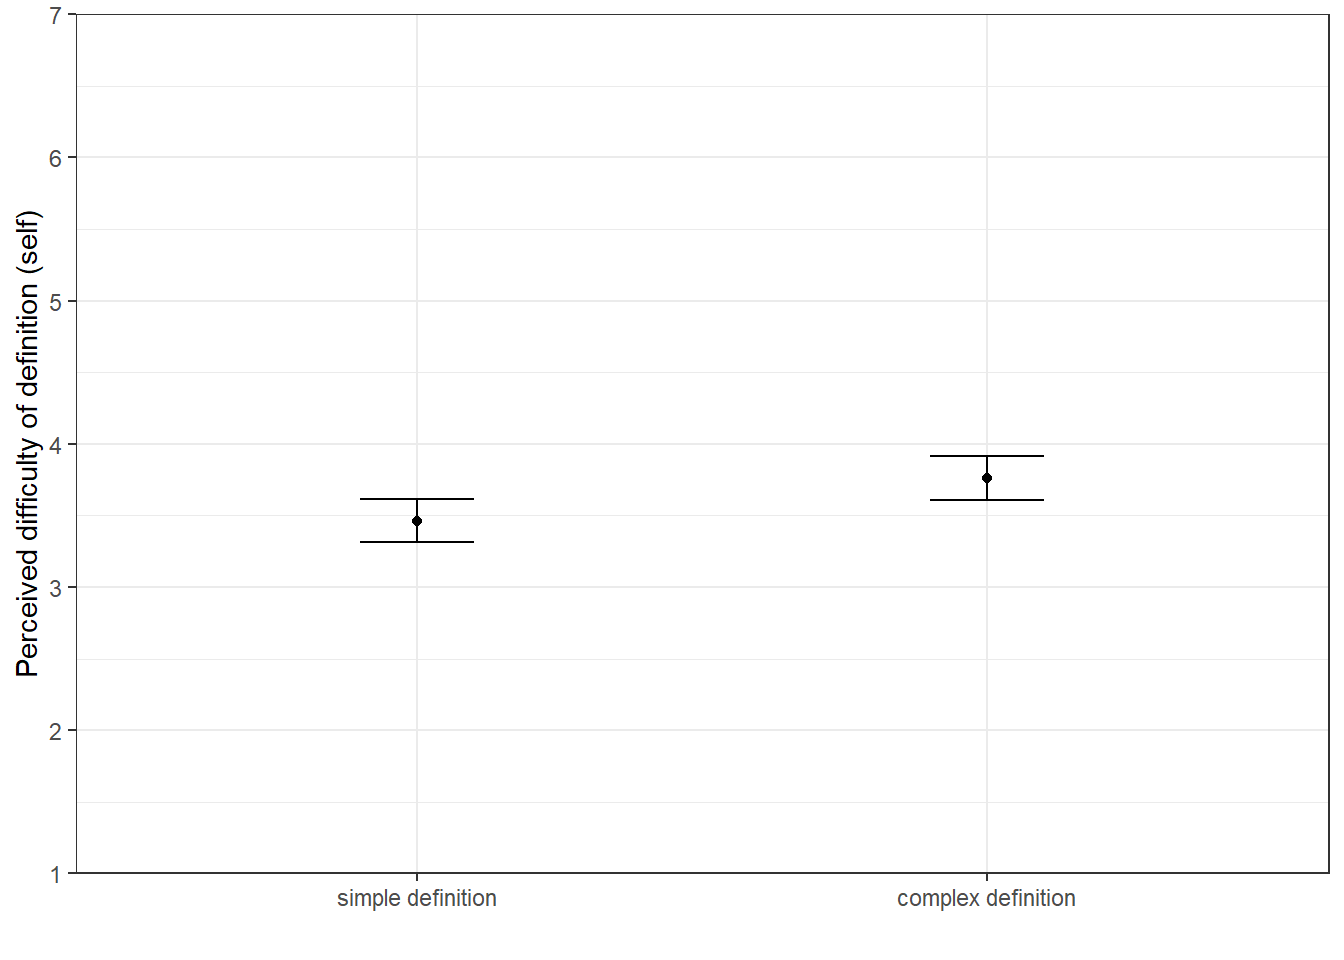 Perceived difficulty of definition (self)
7
6
5
4
3
2
1
simple definition
complex definition